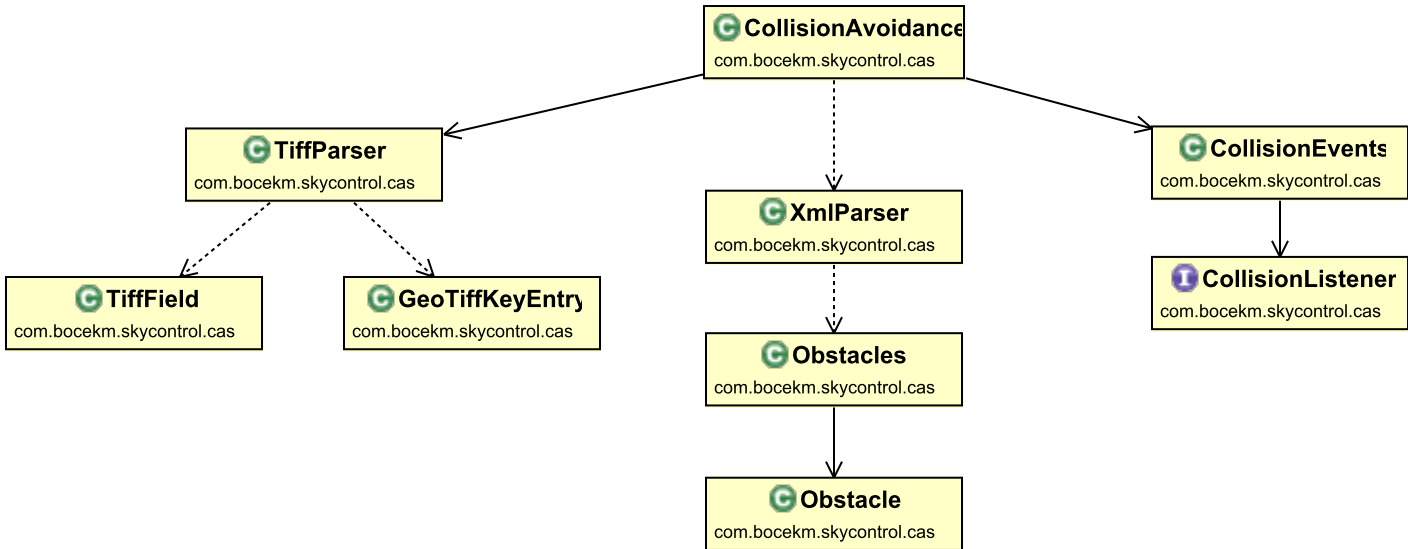 C CollisionAvoidance
com.bocekm.skycontrol.cas
C TiffParser
com.bocekm.skycontrol.cas
C CollisionEvents
com.bocekm.skycontrol.cas
C XmlParser
com.bocekm.skycontrol.cas
C TiffField
com.bocekm.skycontrol.cas
C GeoTiffKeyEntry
com.bocekm.skycontrol.cas
I CollisionListener
com.bocekm.skycontrol.cas
C Obstacles
com.bocekm.skycontrol.cas
C Obstacle
com.bocekm.skycontrol.cas